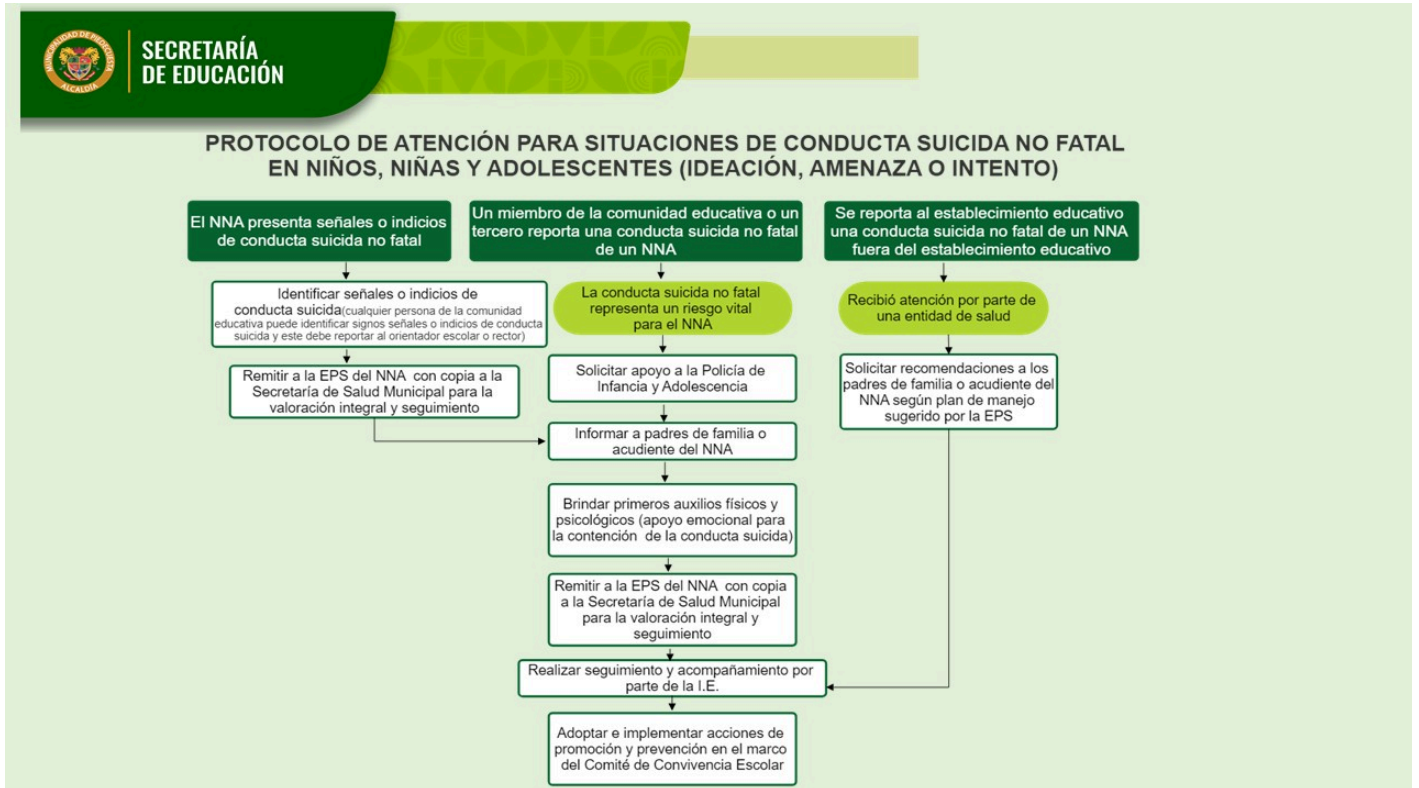 MUNICIPALIDAD DE PIEDECUESTA
ALCALDÍA
SECRETARÍA
DE EDUCACIÓN
PROTOCOLO DE ATENCIÓN PARA SITUACIONES DE CONDUCTA SUICIDA NO FATAL
EN NIÑOS, NIÑAS Y ADOLESCENTES (IDEACIÓN, AMENAZA O INTENTO)
El NNA presenta señales o indicios
de conducta suicida no fatal
Identificar señales o indicios de
conducta suicida(cualquier persona de la comunidad
educativa puede identificar signos señales o indicios de conducta
suicida y este debe reportar al orientador escolar o rector)
Remitir a la EPS del NNA con copia a la
Secretaría de Salud Municipal para la
valoración integral y seguimiento
Un miembro de la comunidad educativa o un
tercero reporta una conducta suicida no fatal
de un NNA
La conducta suicida no fatal
representa un riesgo vital
para el NNA
Solicitar apoyo a la Policía de
Infancia y Adolescencia
Informar a padres de familia o
acudiente del NNA
Brindar primeros auxilios físicos y
psicológicos (apoyo emocional para
la contención de la conducta suicida)
Remitir a la EPS del NNA con copia
a la Secretaría de Salud Municipal
para la valoración integral y
seguimiento
Se reporta al establecimiento educativo
una conducta suicida no fatal de un NNA
fuera del establecimiento educativo
Recibió atención por parte de
una entidad de salud
Solicitar recomendaciones a los
padres de familia o acudiente del
NNA según plan de manejo
sugerido por la EPS
Realizar seguimiento y acompañamiento por
parte de la I.E.
Adoptar e implementar acciones de
promoción y prevención en el marco
del Comité de Convivencia Escolar